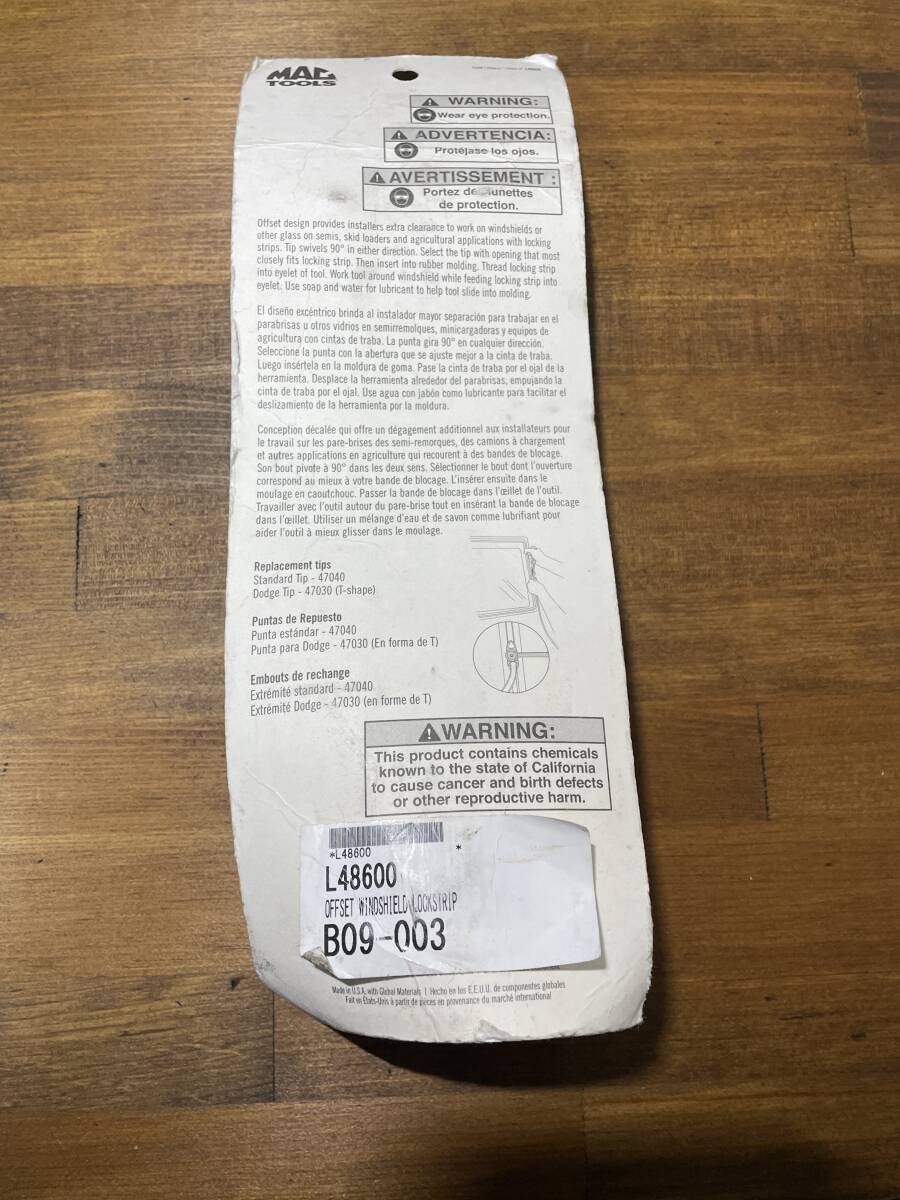 MAC
TOOLS
WARNING:
Wear eye protection.
ADVERTENCIA:
Protéjase los ojos.
AVERTISSEMENT :
Portez de lunettes
de protection.
Offset design provides installers extra clearance to work on windshields or
other glass on semis, skid loaders and agricultural applications with locking
strips. Tip swivels 90° in either direction. Select the tip with opening that most
closely fits locking strip. Then insert into rubber molding. Thread locking strip
into eyelet of tool. Work tool around windshield while feeding locking strip into
eyelet. Use soap and water for lubricant to help tool slide into molding.
El diseño excéntrico brinda al instalador mayor separación para trabajar en el
parabrisas u otros vidrios en semirremolques, minicargadoras y equipos de
agricultura con cintas de traba. La punta gira 90° en cualquier dirección.
Seleccione la punta con la abertura que se ajuste mejor a la cinta de traba.
Luego insértela en la moldura de goma. Pase la cinta de traba por el ojal de la
herramienta. Desplace la herramienta alrededor del parabrisas, empujando la
cinta de traba por el ojal. Use agua con jabón como lubricante para facilitar el
deslizamiento de la herramienta por la moldura.
Conception décalée qui offre un dégagement additionnel aux installateurs pour
le travail sur les pare-brises des semi-remorques, des camions à chargement
et autres applications en agriculture qui recourent à des bandes de blocage.
Son bout pivote à 90° dans les deux sens. Sélectionner le bout dont l'ouverture
correspond au mieux à votre bande de blocage. L'insérer ensuite dans le
moulage en caoutchouc. Passer la bande de blocage dans l'œillet de l'outil.
Travailler avec l'outil autour du pare-brise tout en insérant la bande de blocage
dans l'œillet. Utiliser un mélange d'eau et de savon comme lubrifiant pour
aider l'outil à mieux glisser dans le moulage.
Replacement tips
Standard Tip - 47040
Dodge Tip - 47030 (T-shape)
Puntas de Repuesto
Punta estándar - 47040
Punta para Dodge - 47030 (En forma de T)
Embouts de rechange
Extrémité standard - 47040
Extrémité Dodge - 47030 (en forme de T)
WARNING:
This product contains chemicals
known to the state of California
to cause cancer and birth defects
or other reproductive harm.
*L48600 *
L48600
OFFSET WINDSHIELD LOCKSTRIP
B09-003
Made in U.S.A. with Global Materials | Hecho en los E.E.U.U. de componentes globales
Fait en États-Unis à partir de pièces en provenance du marché international